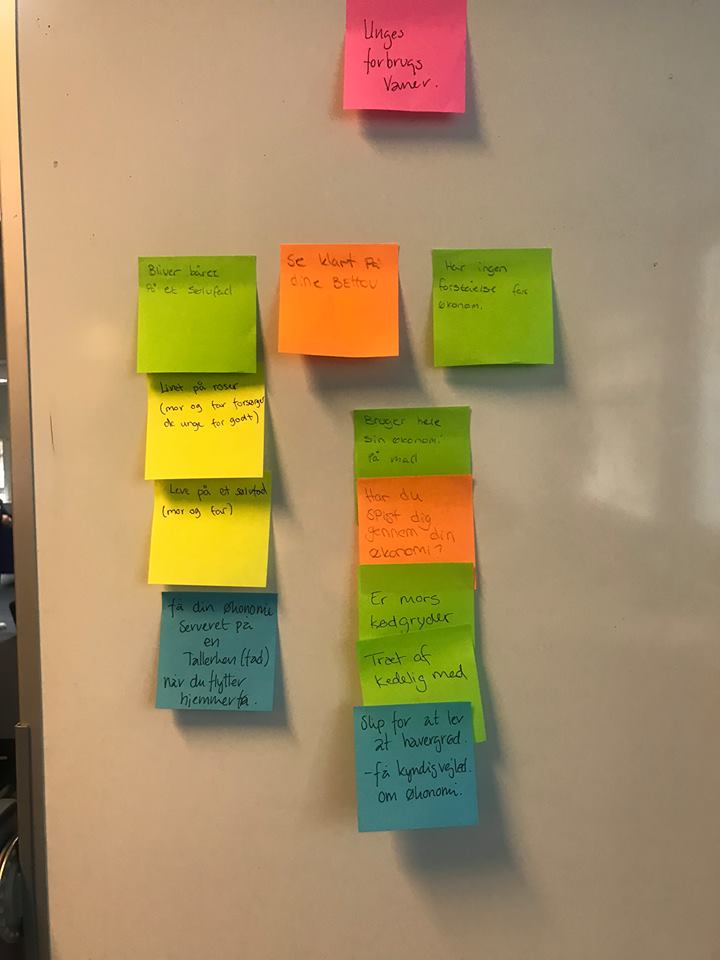 Unges
forbrugs
Vaner.
Bliver båret
På et sølvfad
Se klart på
dine BEHOV
Har ingen
forståelse for
økonom.
Livet på roser
(mor og far forsørger
de unge for godt)
Leve på et sølvfad
(mor og far)
få din økonomi
serveret på
en
Tallerken (fad)
når du flytter
hjemmefra.
Bruger hele
sin økonomi
på mad
Har du
spist dig
gennem din
økonomi?
Er mors
kødgryder
Træt af
kedelig mad
Slip for at lev
at havregrød.
-få kyndig vejled.
om økonomi.